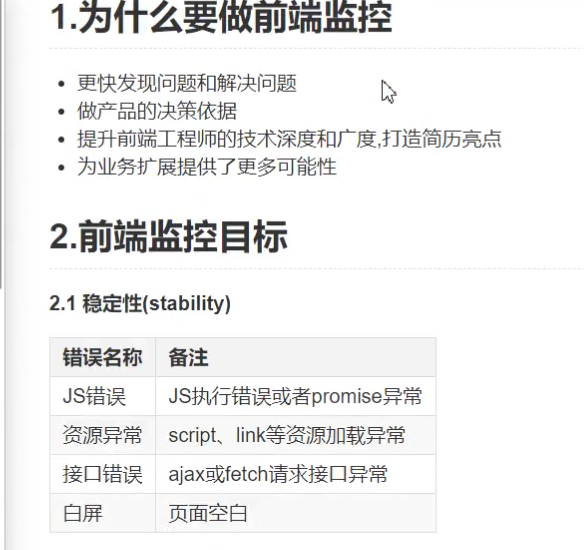 1.为什么要做前端监控
更快发现问题和解决问题
做产品的决策依据
提升前端工程师的技术深度和广度,打造简历亮点
为业务扩展提供了更多可能性
2.前端监控目标
2.1 稳定性(stability)
错误名称 备注
JS错误 JS执行错误或者promise异常
资源异常 script、link等资源加载异常
接口错误 ajax或fetch请求接口异常
白屏 页面空白